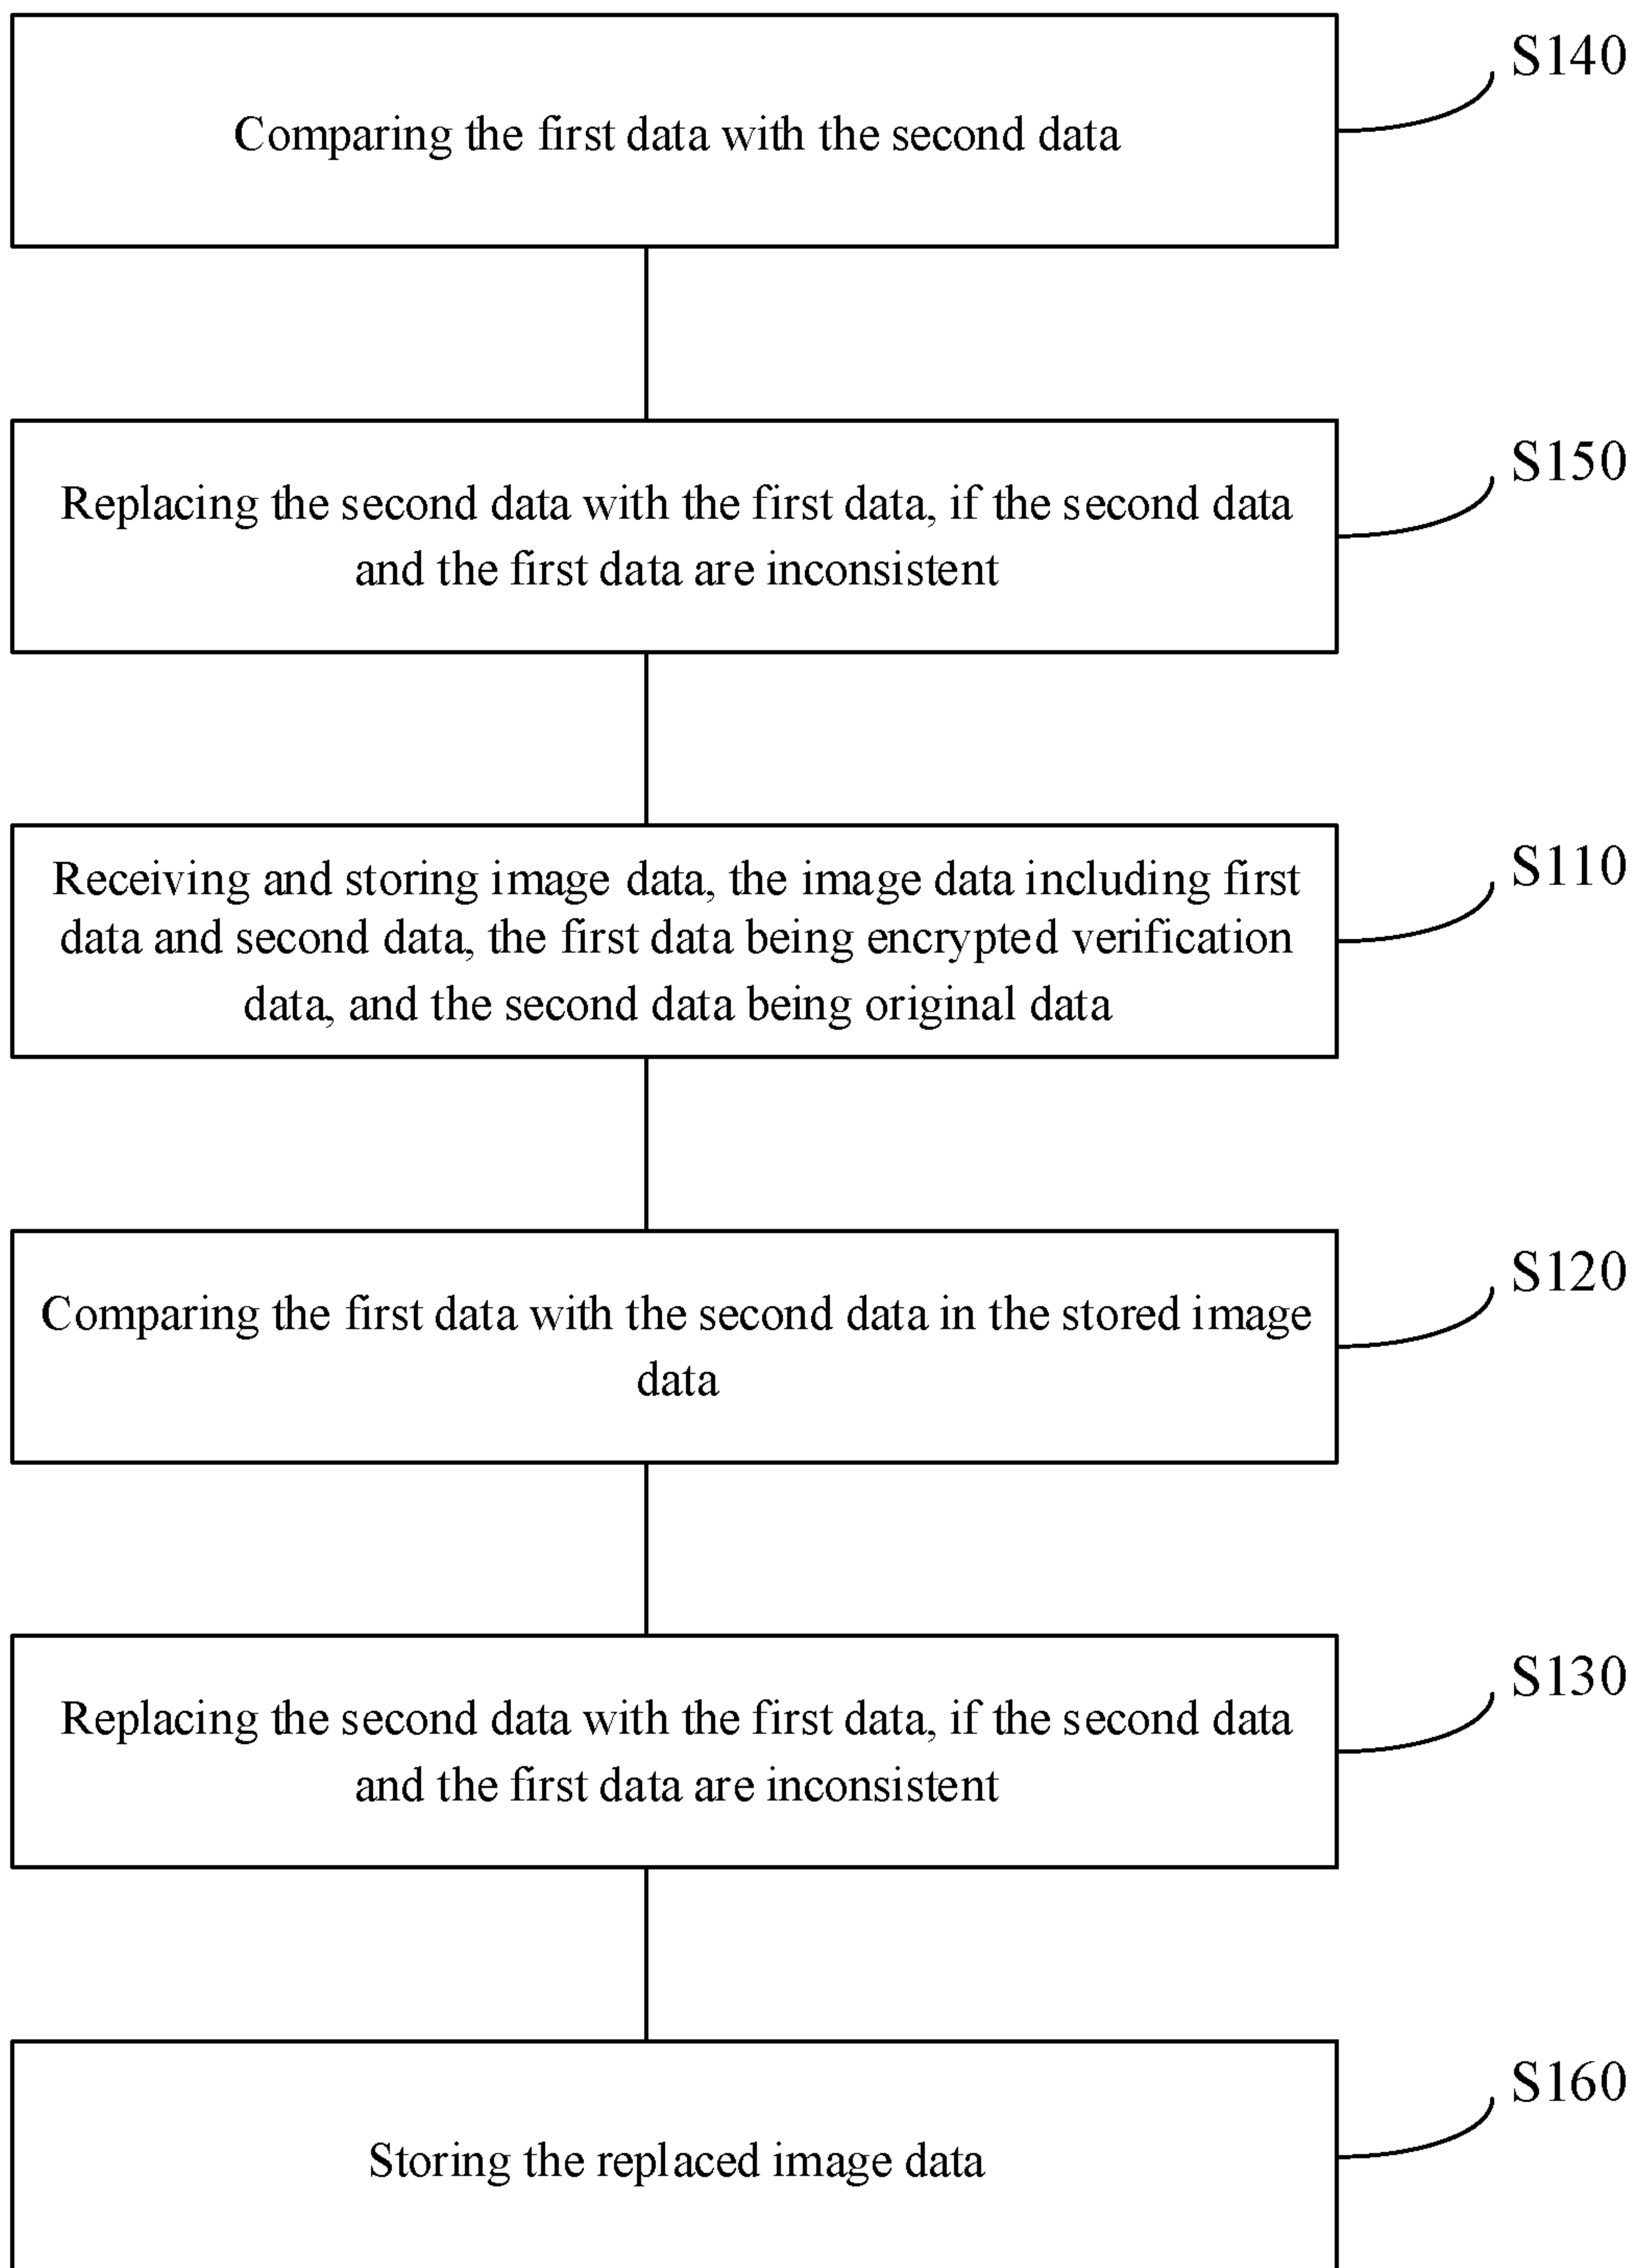 S140
Comparing the first data with the second data
S150
Replacing the second data with the first data, if the second data
and the first data are inconsistent
S110
Receiving and storing image data, the image data including first
data and second data, the first data being encrypted verification
data, and the second data being original data
S120
Comparing the first data with the second data in the stored image
data
S130
Replacing the second data with the first data, if the second data
and the first data are inconsistent
S160
Storing the replaced image data